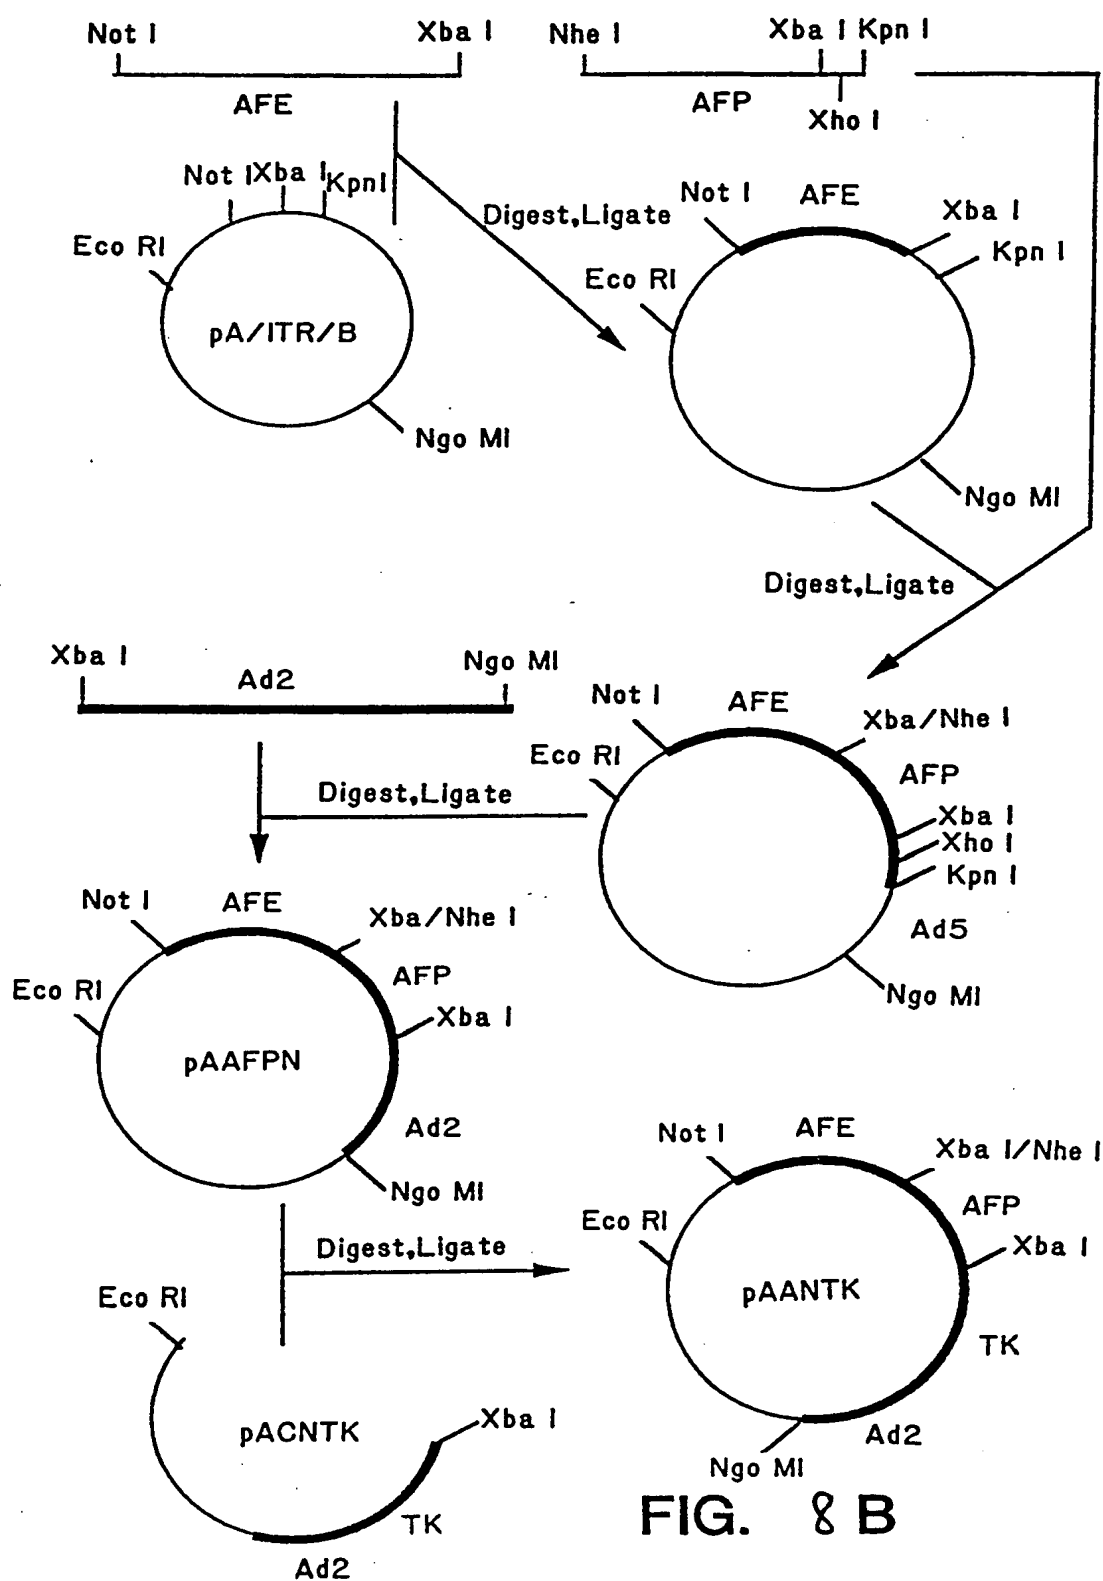 Not I
Xba I
Nhe I
Xba I
Kpn I
AFE
AFP
Xho I
Not I
Xba I
Kpn I
Eco RI
pA/ITR/B
Ngo MI
Digest,Ligate
Not I
AFE
Xba I
Kpn I
Eco RI
Ngo MI
Digest,Ligate
Xba I
Ad2
Ngo MI
Not I
AFE
Xba/Nhe I
Eco RI
AFP
Xba I
Xho I
Kpn I
Ad5
Ngo MI
Digest,Ligate
Not I
AFE
Xba/Nhe I
Eco RI
AFP
Xba I
pAAFPN
Ad2
Ngo MI
Digest,Ligate
Not I
AFE
Xba I/Nhe I
Eco RI
AFP
Xba I
pAANTK
TK
Ad2
Ngo MI
Eco RI
pACNTK
Xba I
TK
Ad2
FIG. 8 B